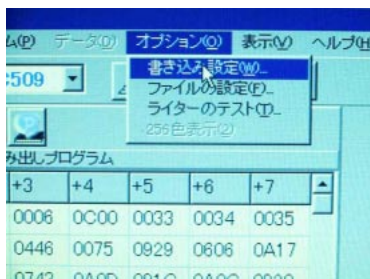 ム(P) データ(D) オプション(O) 表示(V) ヘルプ(H
C509
書き込み設定(W)...
ファイルの設定(F)...
ライターのテスト(T)...
256色表示(2)
み出しプログラム
+3 +4 +5 +6 +7
0006 0C00 0033 0034 0035
0446 0075 0929 0606 0A17